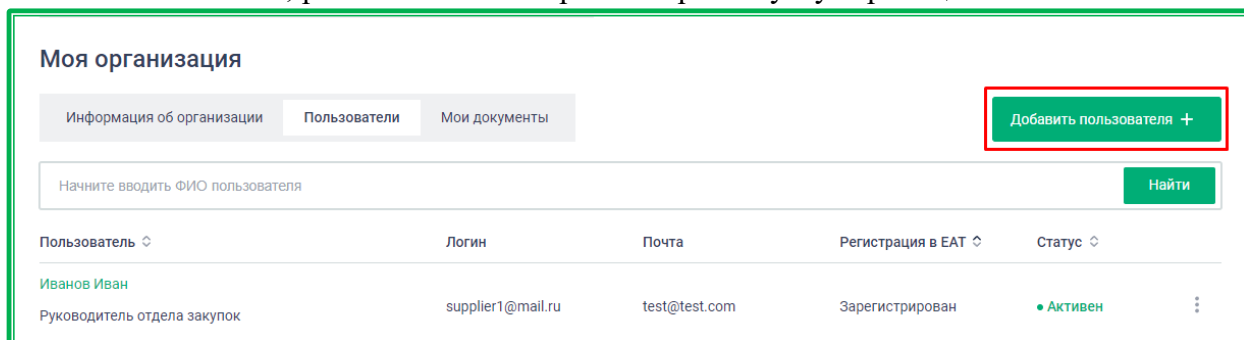 Моя организация
Информация об организации Пользователи Мои документы Добавить пользователя +
Начните вводить ФИО пользователя Найти
Пользователь Логин Почта Регистрация в ЕАТ Статус
Иванов Иван
Руководитель отдела закупок supplier1@mail.ru test@test.com Зарегистрирован Активен